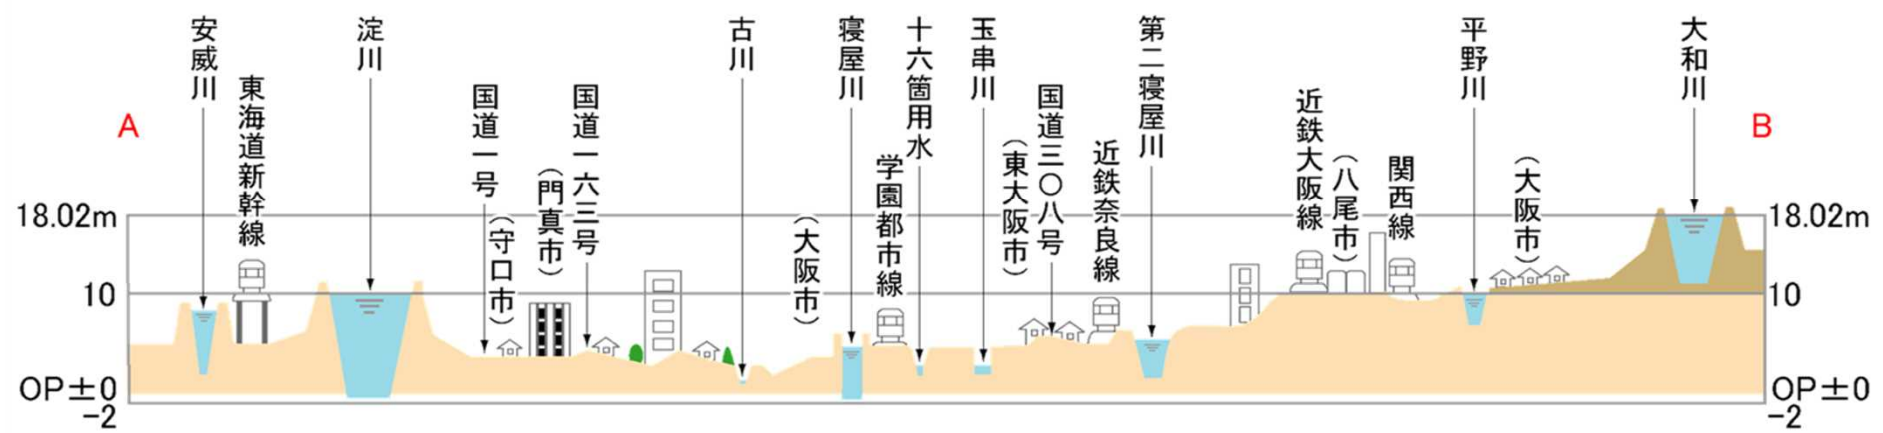 安威川
東海道新幹線
淀川
国道一号
（守口市）
（門真市）
国道一六三号
古川
（大阪市）
寝屋川
学園都市線
十六箇用水
玉串川
（東大阪市）
国道三〇八号
近鉄奈良線
第二寝屋川
近鉄大阪線
（八尾市）
関西線
平野川
（大阪市）
大和川
A
B
18.02m
18.02m
10
10
OP±0
OP±0
-2
-2